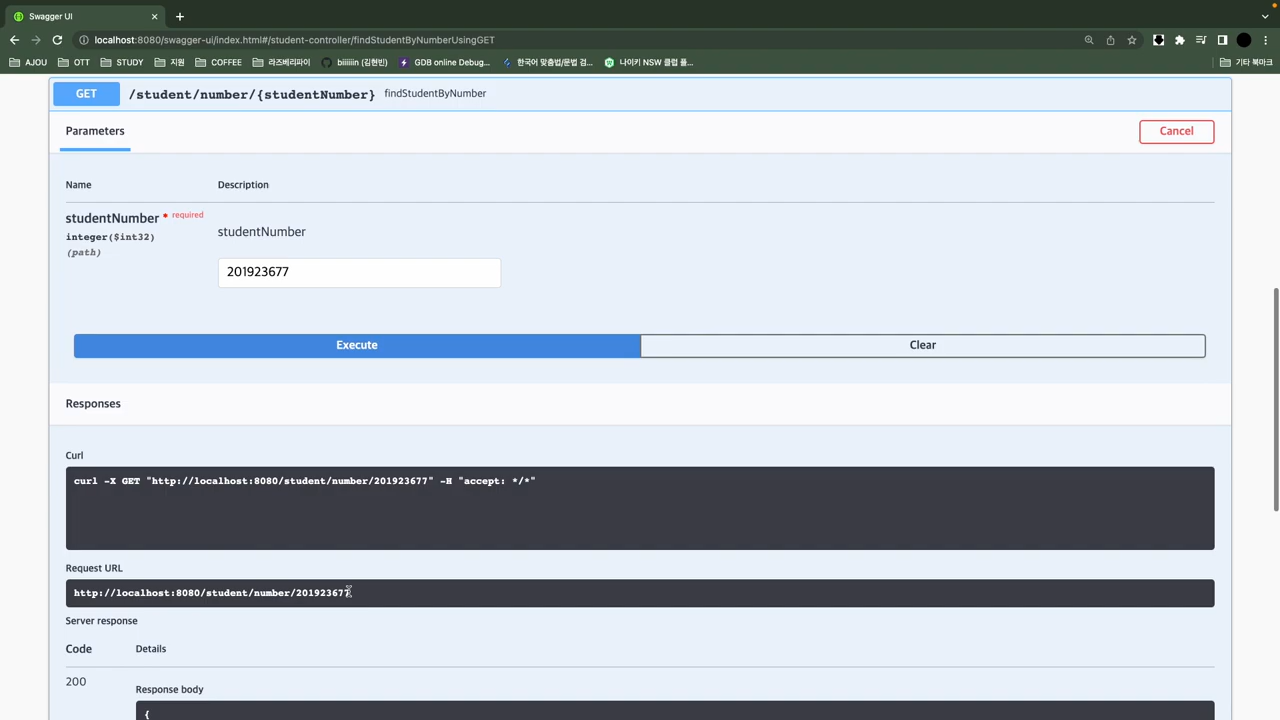 Swagger UI
localhost:8080/swagger-ui/index.html#/student-controller/findStudentByNumberUsingGET
AJOU OTT STUDY 지원 COFFEE 라즈베리파이 biiiiiin (김현빈) GDB online Debug... 한국어 맞춤법/문법 검... 나이키 NSW 클럽 플... 기타 북마크
GET /student/number/{studentNumber} findStudentByNumber
Parameters Cancel
Name Description
studentNumber * required
studentNumber
integer($int32)
(path)
201923677
Execute Clear
Responses
Curl
curl -X GET "http://localhost:8080/student/number/201923677" -H "accept: */*"
Request URL
http://localhost:8080/student/number/201923677
Server response
Code Details
200
Response body
{